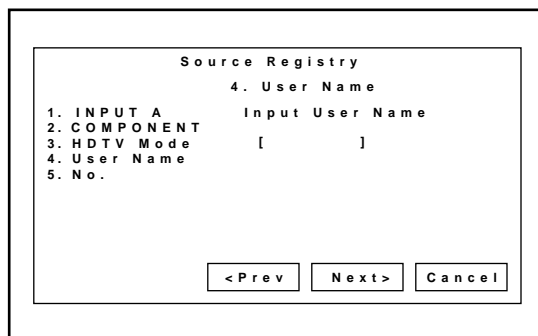 Source Registry
4. User Name
1. INPUT A Input User Name
2. COMPONENT
3. HDTV Mode [ ]
4. User Name
5. No.
<Prev Next> Cancel